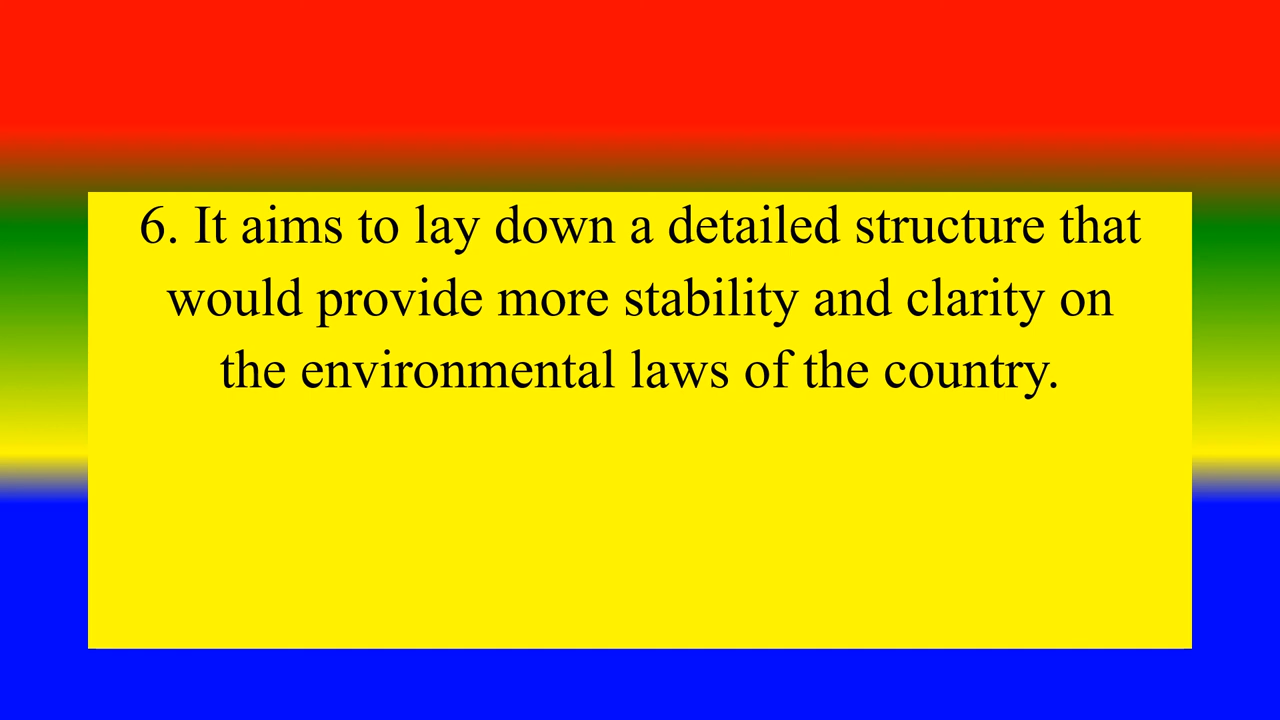 6. It aims to lay down a detailed structure that
would provide more stability and clarity on
the environmental laws of the country.